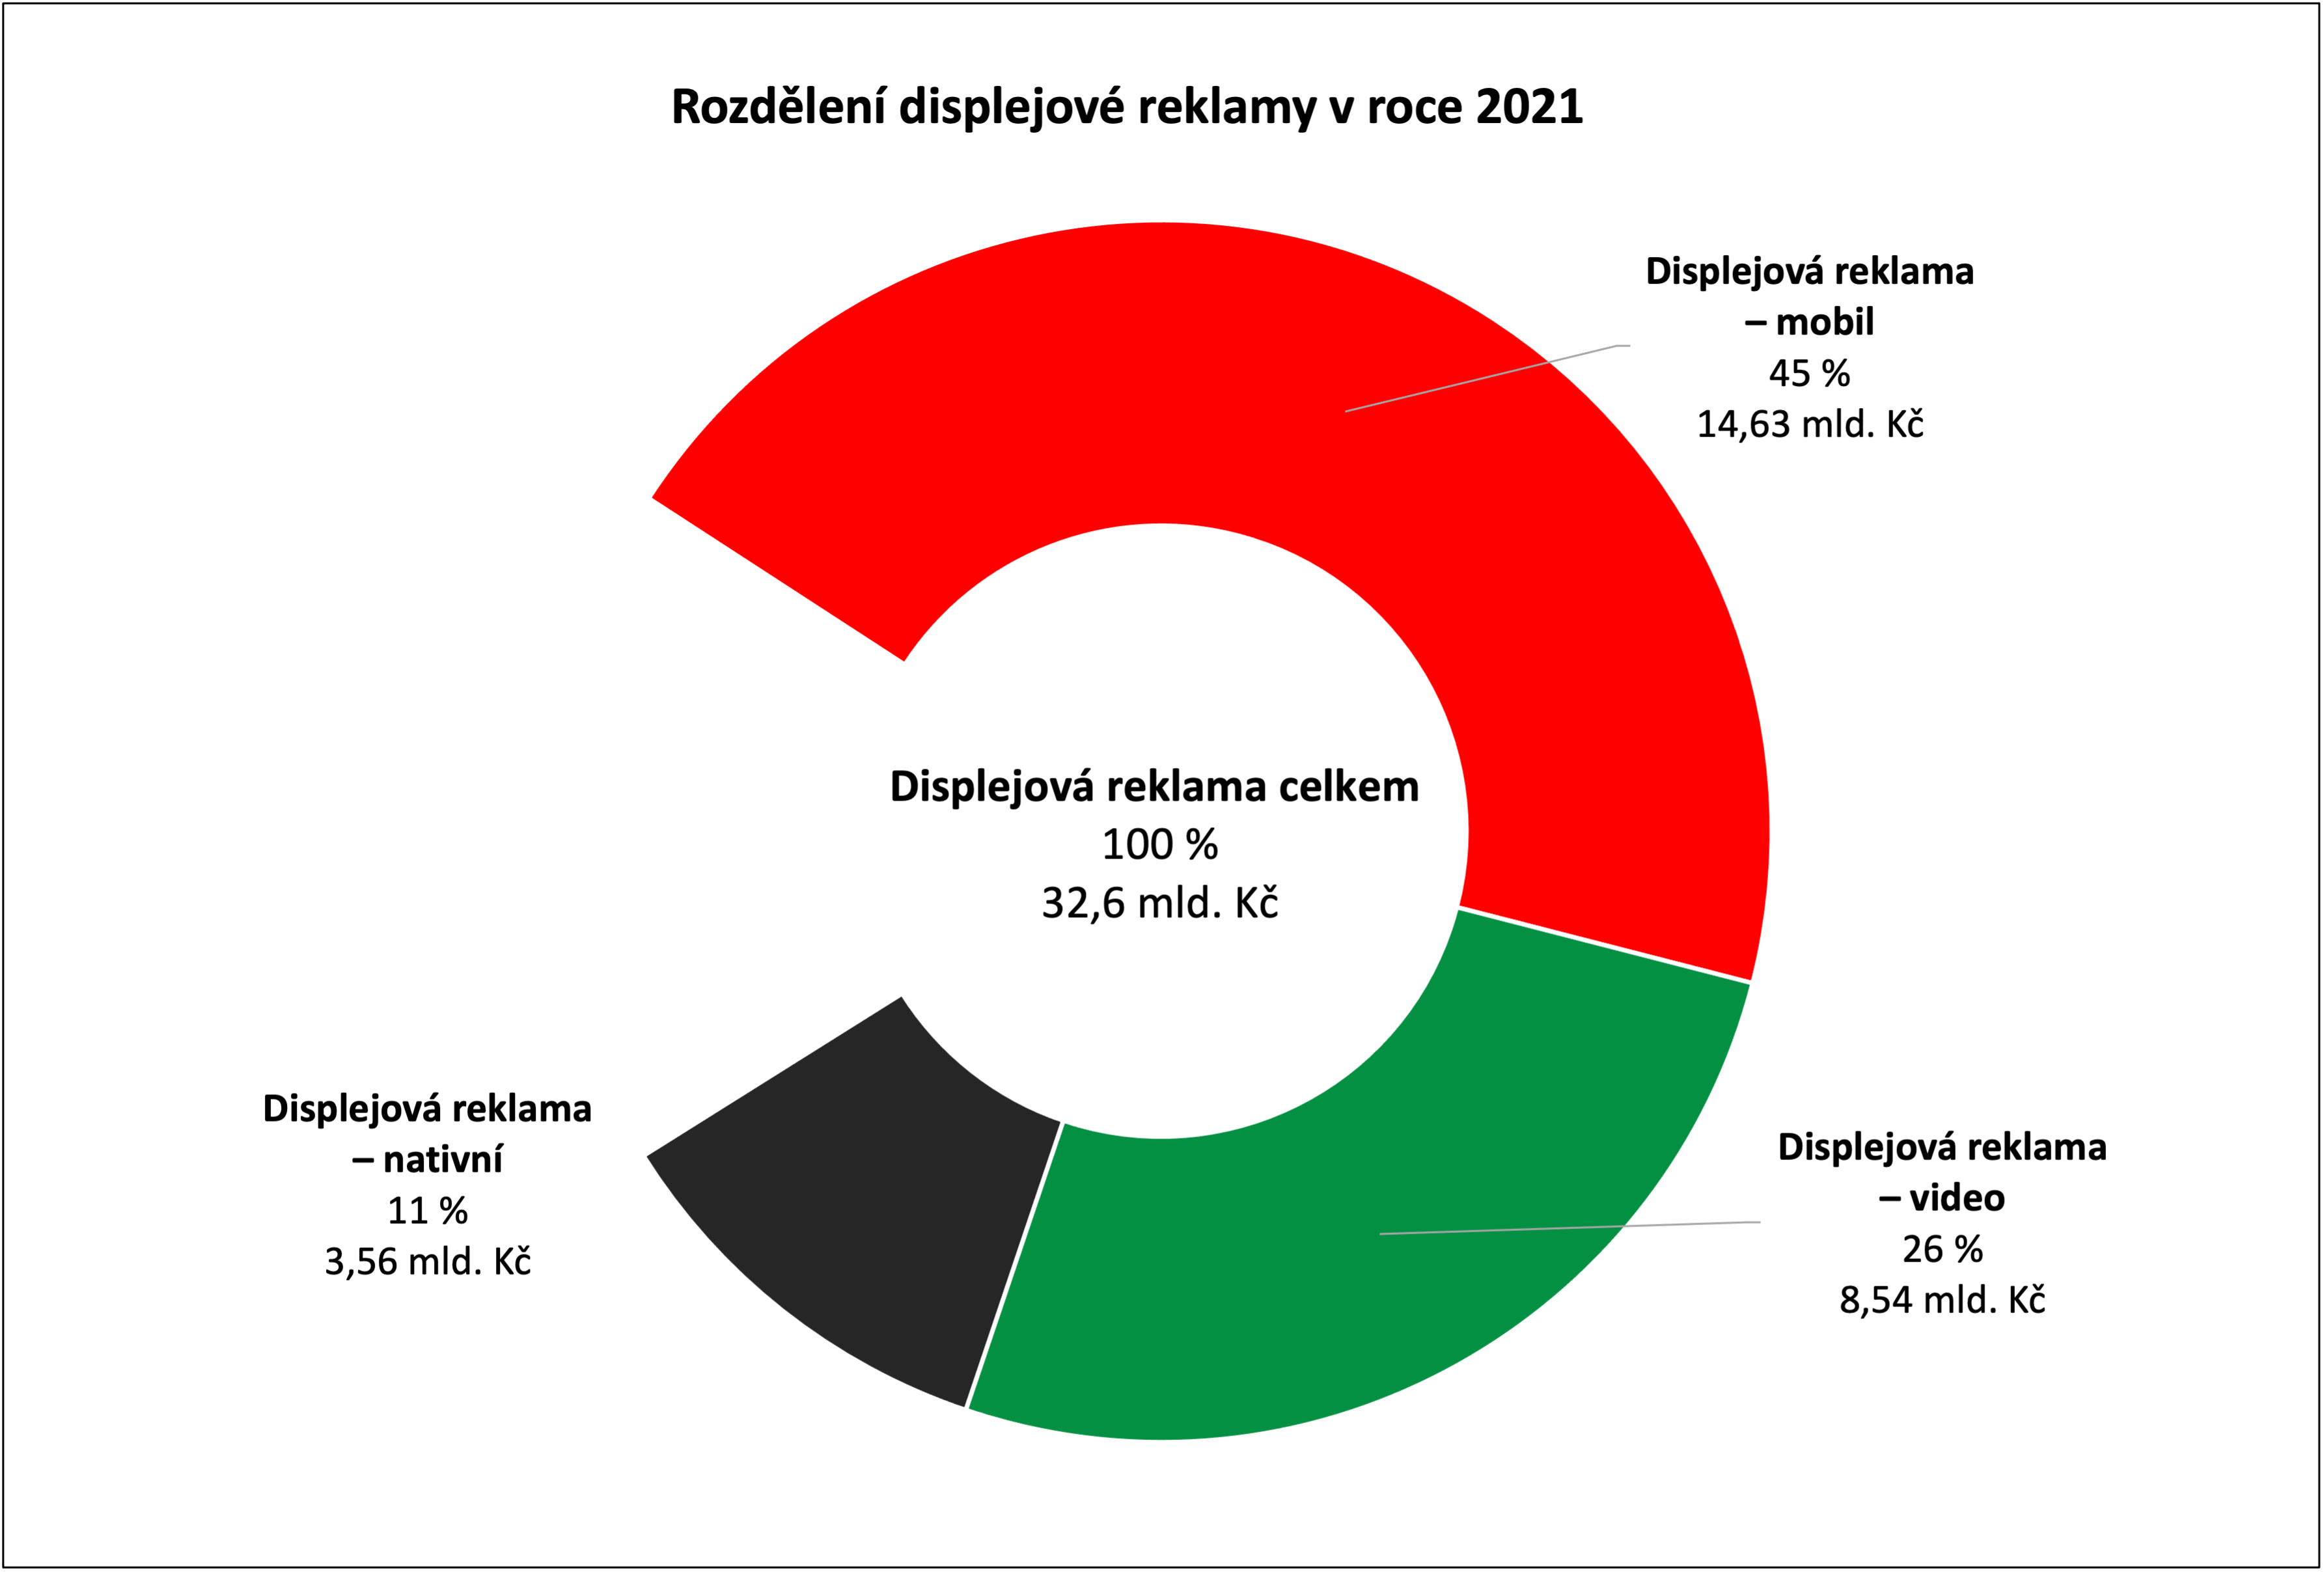 Rozdělení displejové reklamy v roce 2021
Displejová reklama
– mobil
45 %
14,63 mld. Kč
Displejová reklama celkem
100 %
32,6 mld. Kč
Displejová reklama
– nativní
11 %
3,56 mld. Kč
Displejová reklama
– video
26 %
8,54 mld. Kč